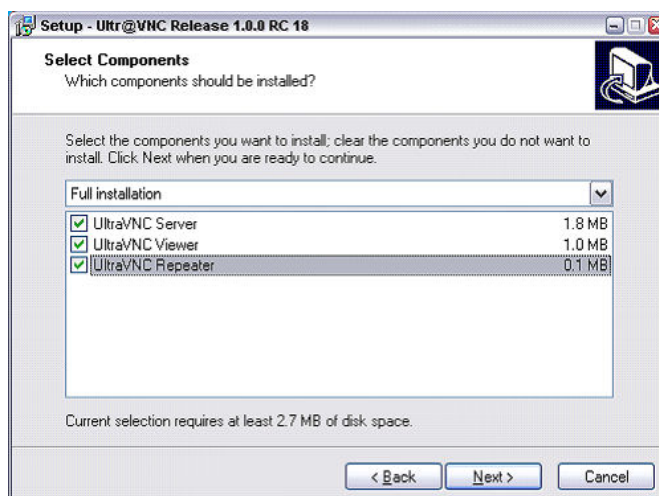 Setup - Ultr@VNC Release 1.0.0 RC 18
Select Components
Which components should be installed?
Select the components you want to install; clear the components you do not want to
install. Click Next when you are ready to continue.
Full installation
UltraVNC Server 1.8 MB
UltraVNC Viewer 1.0 MB
UltraVNC Repeater 0.1 MB
Current selection requires at least 2.7 MB of disk space.
< Back Next > Cancel